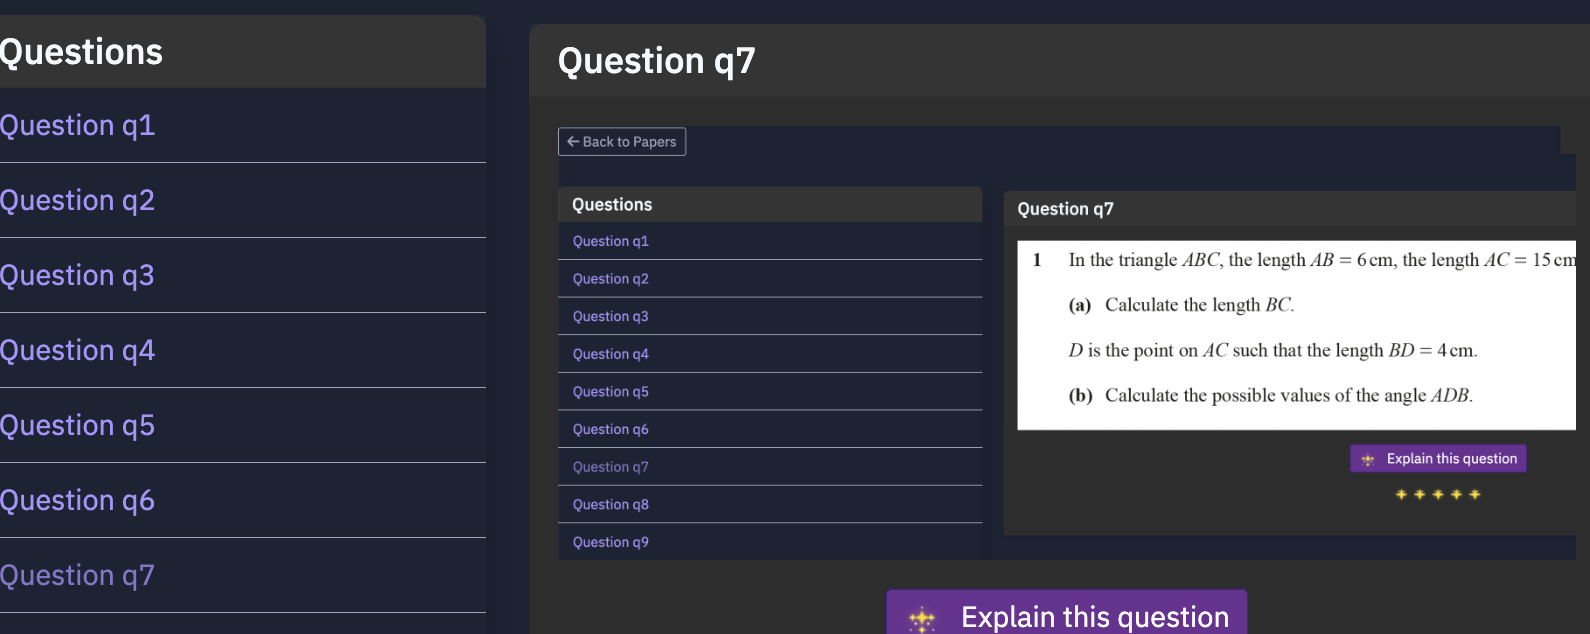 Questions
Question q1
Question q2
Question q3
Question q4
Question q5
Question q6
Question q7
Question q7
← Back to Papers
Questions
Question q1
Question q2
Question q3
Question q4
Question q5
Question q6
Question q7
Question q8
Question q9
Question q7
1 In the triangle ABC, the length AB = 6 cm, the length AC = 15 cm
(a) Calculate the length BC.
D is the point on AC such that the length BD = 4 cm.
(b) Calculate the possible values of the angle ADB.
Explain this question
Explain this question